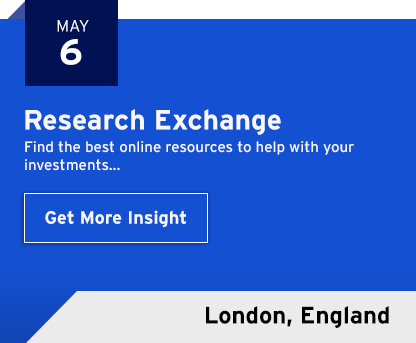 MAY
6
Research Exchange
Find the best online resources to help with your
investments...
Get More Insight
London, England